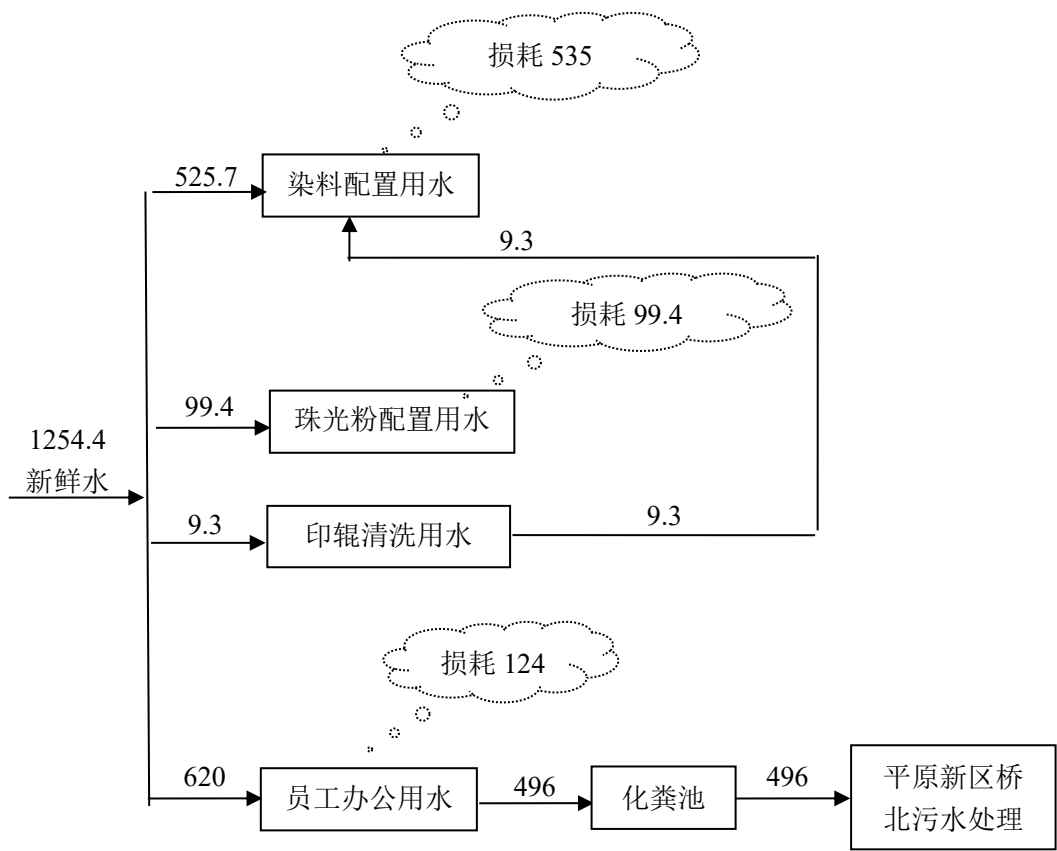 损耗 535
525.7
染料配置用水
9.3
损耗 99.4
99.4
珠光粉配置用水
1254.4
新鲜水
9.3
印辊清洗用水
9.3
损耗 124
620
员工办公用水
496
化粪池
496
平原新区桥
北污水处理